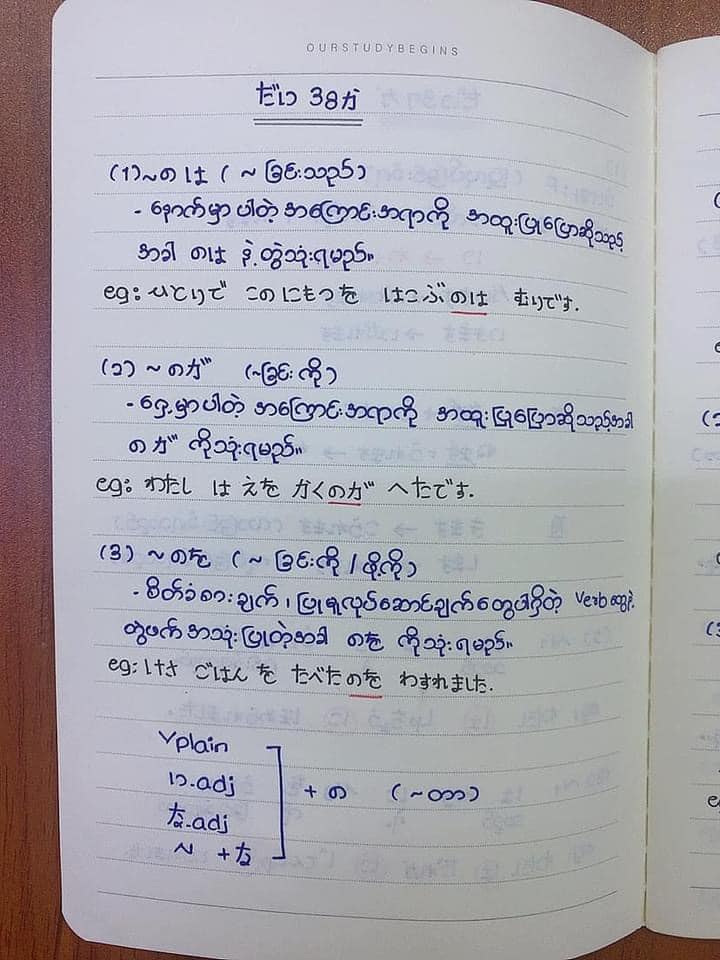 OURSTUDYBEGINS
だい 38か
(1) ~のは ( ~ ခြင်းသည် )
- နောက်မှာပါတဲ့ အကြောင်းအရာကို အထူးပြုပြောဆိုသည့်
အခါ のは နဲ့ တွဲသုံးရမည်။
eg: ひとりで このにもつを はこぶのは むりです.
(၁) ~のが (~ခြင်း ကို )
- ရှေ့မှာပါတဲ့ အကြောင်းအရာကို အထူးပြုပြောဆိုသည့်အခါ
のが ကိုသုံးရမည်။
eg: わたし は えを かくのが へたです.
(3) ~のを ( ~ ခြင်းကို / ဖို့ကို )
- စိတ်ခံစားချက် ၊ ပြုမူလုပ်ဆောင်ချက်တွေပါရှိတဲ့ Verb တွေနဲ့
တွဲဖက်အသုံးပြုတဲ့အခါ のを ကိုသုံးရမည်။
eg: けさ ごはんを たべたのを わすれました.
Vplain
い.adj
な.adj
N +な
+ の ( ~တာ )